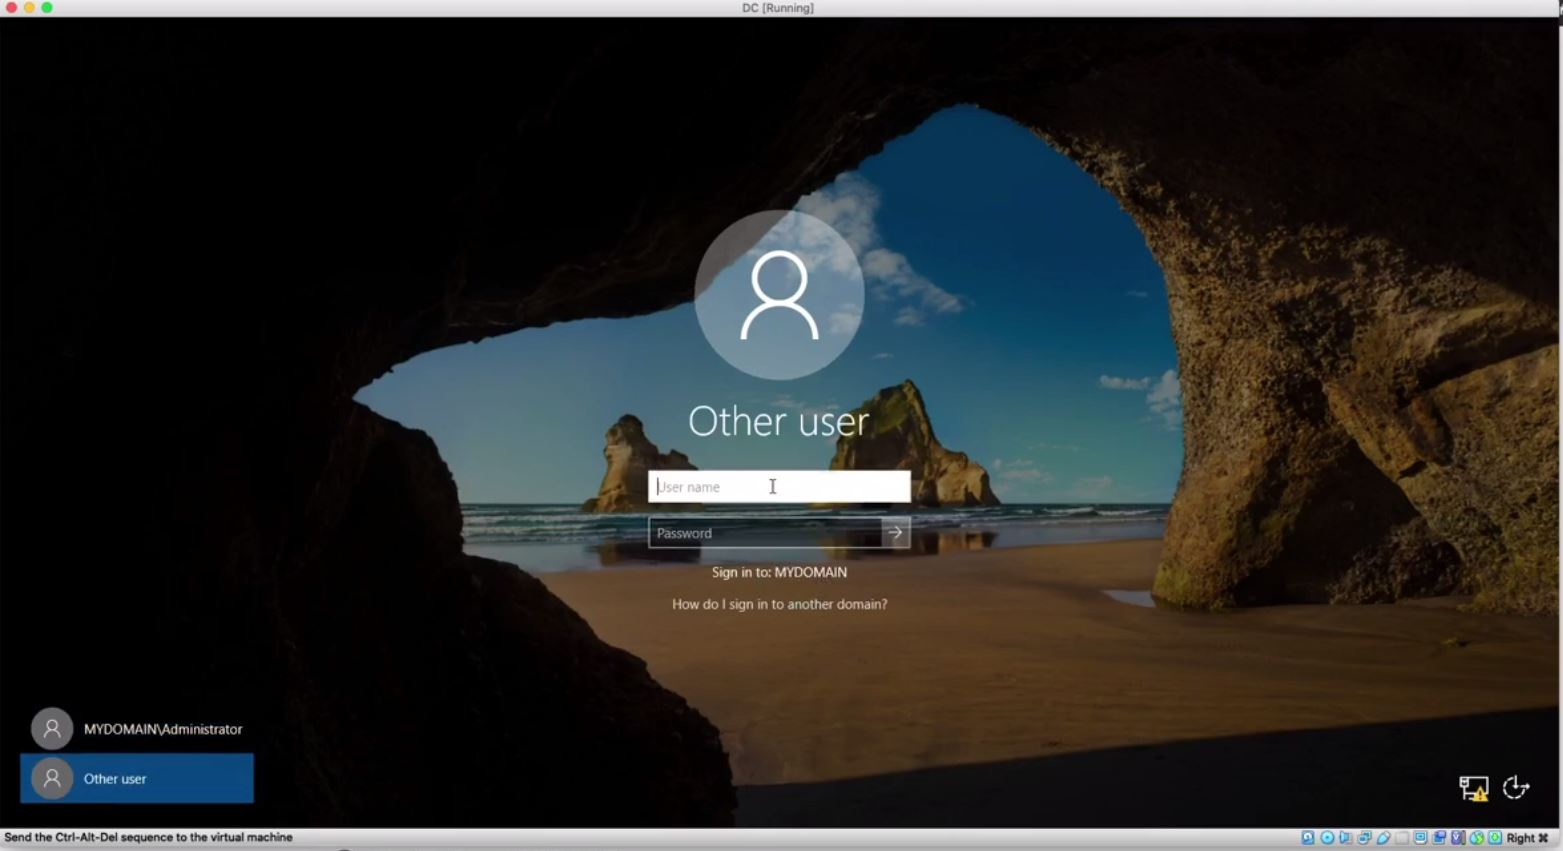 DC [Running]
Other user
User name
Password
Sign in to: MYDOMAIN
How do I sign in to another domain?
MYDOMAIN\Administrator
Other user
Send the Ctrl-Alt-Del sequence to the virtual machine
Right ⌘